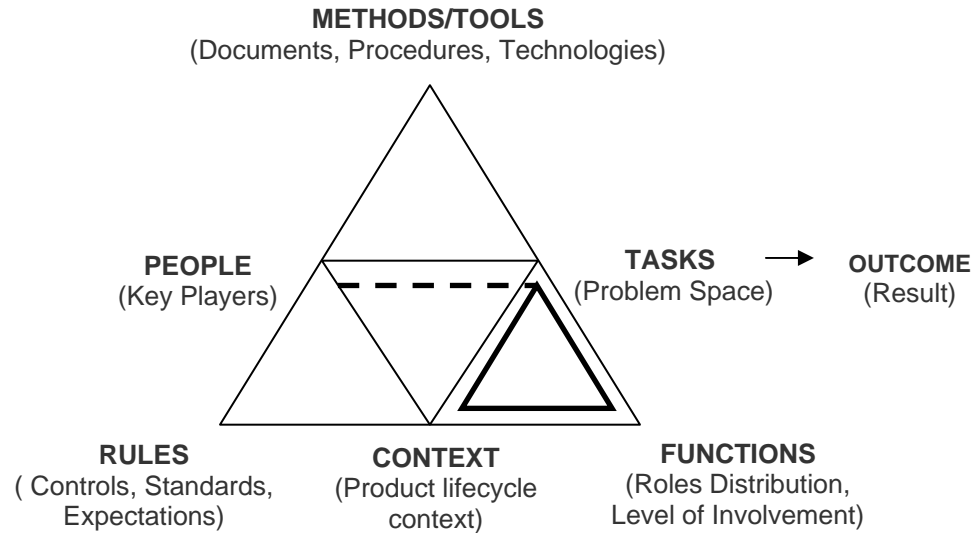 METHODS/TOOLS
(Documents, Procedures, Technologies)
PEOPLE
(Key Players)
TASKS
(Problem Space)
OUTCOME
(Result)
RULES
( Controls, Standards,
Expectations)
CONTEXT
(Product lifecycle
context)
FUNCTIONS
(Roles Distribution,
Level of Involvement)